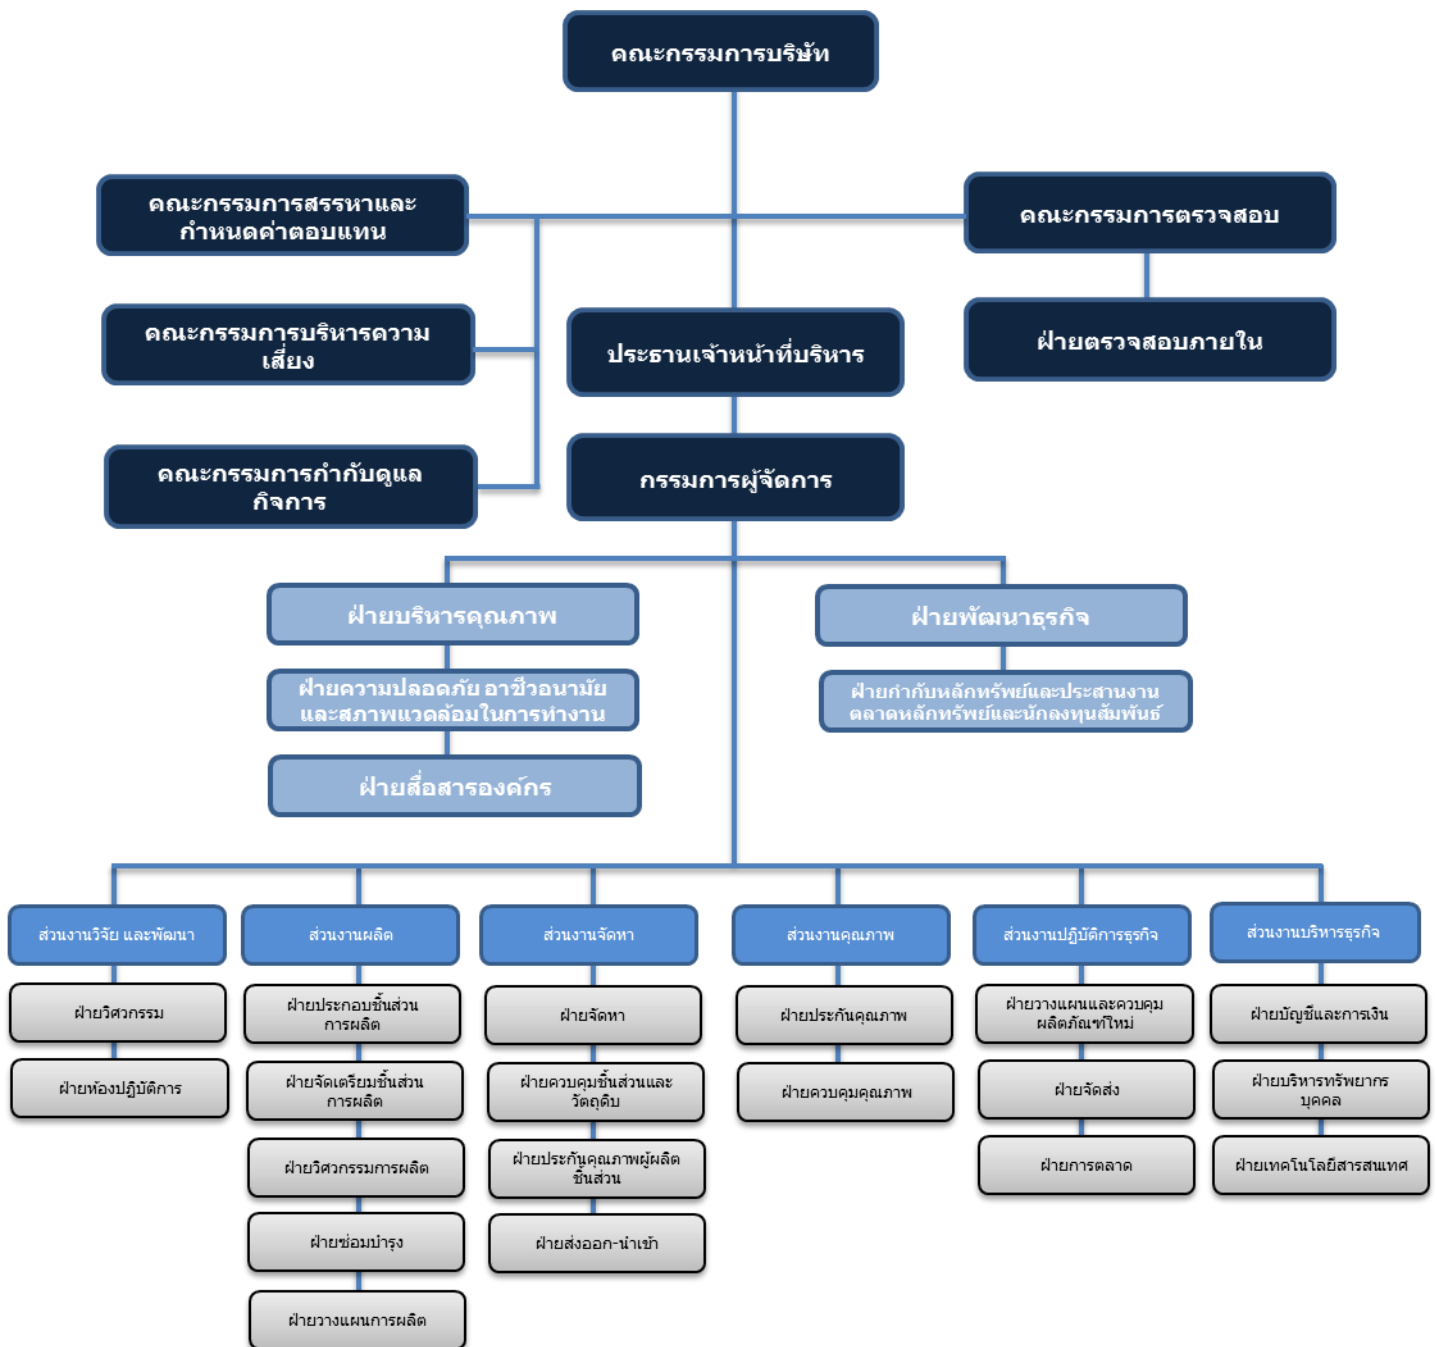 คณะกรรมการบริษัท
คณะกรรมการสรรหาและ
กำหนดค่าตอบแทน
คณะกรรมการตรวจสอบ
คณะกรรมการบริหารความ
เสี่ยง
ประธานเจ้าหน้าที่บริหาร
ฝ่ายตรวจสอบภายใน
คณะกรรมการกำกับดูแล
กิจการ
กรรมการผู้จัดการ
ฝ่ายบริหารคุณภาพ
ฝ่ายพัฒนาธุรกิจ
ฝ่ายความปลอดภัย อาชีวอนามัย
และสภาพแวดล้อมในการทำงาน
ฝ่ายกำกับหลักทรัพย์และประสานงาน
ตลาดหลักทรัพย์และนักลงทุนสัมพันธ์
ฝ่ายสื่อสารองค์กร
ส่วนงานวิจัย และพัฒนา
ฝ่ายวิศวกรรม
ฝ่ายห้องปฏิบัติการ
ส่วนงานผลิต
ฝ่ายประกอบชิ้นส่วน
การผลิต
ฝ่ายจัดเตรียมชิ้นส่วน
การผลิต
ฝ่ายวิศวกรรมการผลิต
ฝ่ายซ่อมบำรุง
ฝ่ายวางแผนการผลิต
ส่วนงานจัดหา
ฝ่ายจัดหา
ฝ่ายควบคุมชิ้นส่วนและ
วัตถุดิบ
ฝ่ายประกันคุณภาพผู้ผลิต
ชิ้นส่วน
ฝ่ายส่งออก-นำเข้า
ส่วนงานคุณภาพ
ฝ่ายประกันคุณภาพ
ฝ่ายควบคุมคุณภาพ
ส่วนงานปฏิบัติการธุรกิจ
ฝ่ายวางแผนและควบคุม
ผลิตภัณฑ์ใหม่
ฝ่ายจัดส่ง
ฝ่ายการตลาด
ส่วนงานบริหารธุรกิจ
ฝ่ายบัญชีและการเงิน
ฝ่ายบริหารทรัพยากร
บุคคล
ฝ่ายเทคโนโลยีสารสนเทศ